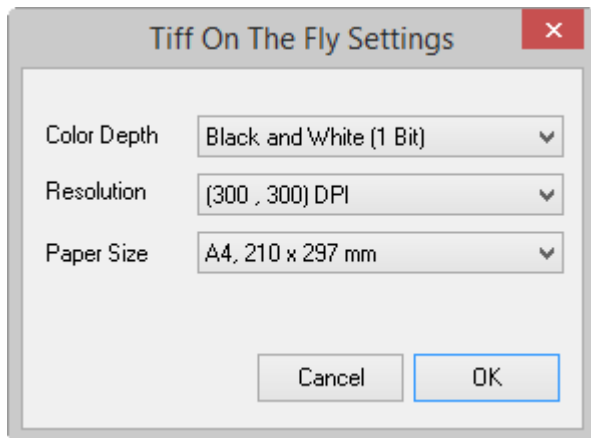 Tiff On The Fly Settings
Color Depth Black and White (1 Bit)
Resolution (300 , 300) DPI
Paper Size A4, 210 x 297 mm
Cancel OK